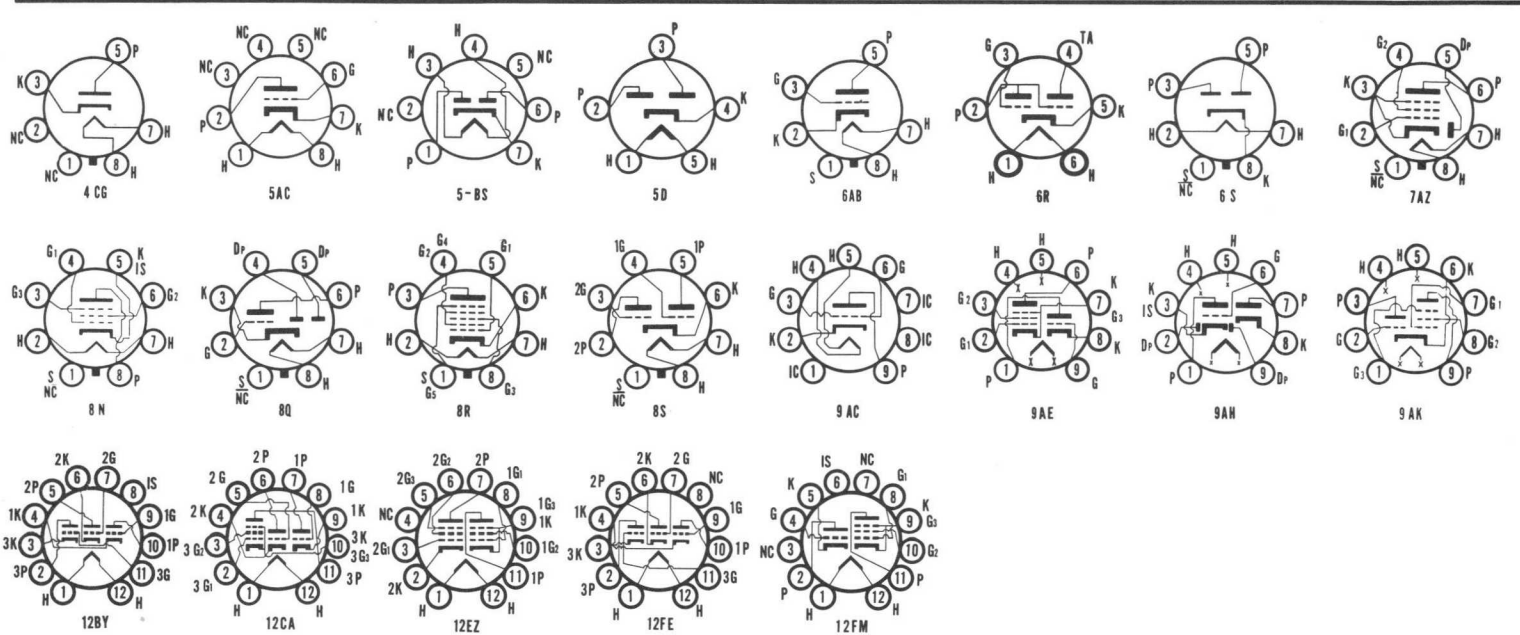 5 P
K 3
NC 2
7 H
NC 1
8 H
4CG
NC 4
5 NC
NC 3
6 G
P 2
7 K
H 1
8 H
5AC
H 4
H 3
5 NC
NC 2
6 P
P 1
7 K
5-BS
P 3
P 2
4 K
H 1
5 H
5D
5 P
G 3
K 2
7 H
S 1
8 H
6AB
G 3
4 TA
P 2
5 K
H 1
6 H
6R
5 P
P 3
H 2
7 H
S/NC 1
8 K
6S
G2 4
5 DP
K 3
6 P
G1 2
7 H
S/NC 1
8 H
7AZ
G1 4
5 K IS
G3 3
6 G2
H 2
7 H
S NC 1
8 P
8N
DP 4
5 DP
K 3
6 P
G 2
7 H
S/NC 1
8 H
8Q
G2 G4 4
5 G1
P 3
6 K
H 2
7 H
S G5 1
8 G3
8R
1G 4
5 1P
2G 3
6 K
2P 2
7 H
S/NC 1
8 H
8S
H 4
H 5
6 G
G 3
7 IC
K 2
8 IC
IC 1
9 P
9AC
H 4
H 5
6 P
G2 3
7 K G3
G1 2
8 K
P 1
9 G
9AE
H 4
H 5
6 G
K IS 3
7 P
DP 2
8 K
P 1
9 DP
9AH
H 4
H 5
6 K
P 3
7 G1
G 2
8 G2
G3 1
9 P
9AK
2K 6
2G 7
2P 5
8 IS
1K 4
9 1G
3K 3
10 1P
3P 2
11 3G
H 1
12 H
12BY
2P 6
1P 7
2G 5
8 1G
2K 4
9 1K
3G2 3
10 3K 3G3
3G1 2
11 3P
H 1
12 H
12CA
2G2 6
2P 7
2G3 5
8 1G1
NC 4
9 1G3 1K
2G1 3
10 1G2
2K 2
11 1P
H 1
12 H
12EZ
2K 6
2G 7
2P 5
8 NC
1K 4
9 1G
3K 3
10 1P
3P 2
11 3G
H 1
12 H
12FE
IS 6
NC 7
K 5
8 G1
G 4
9 K G3
NC 3
10 G2
P 2
11 P
H 1
12 H
12FM